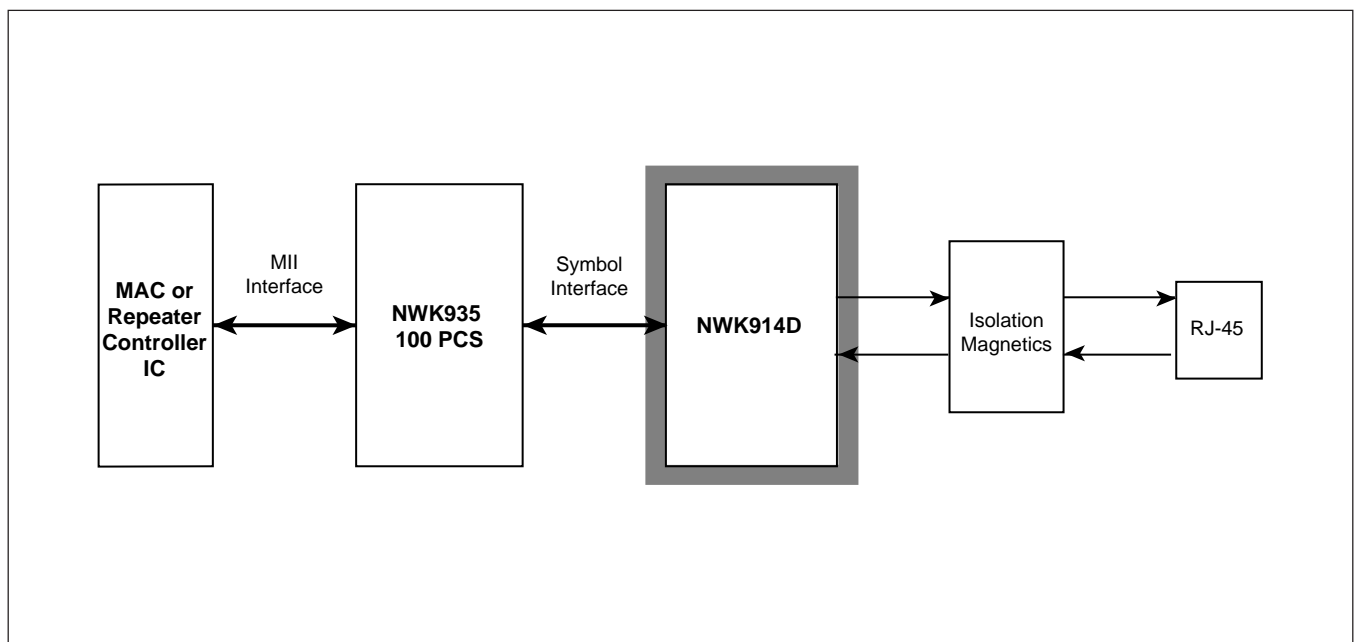 MAC or
Repeater
Controller
IC
MII
Interface
NWK935
100 PCS
Symbol
Interface
NWK914D
Isolation
Magnetics
RJ-45